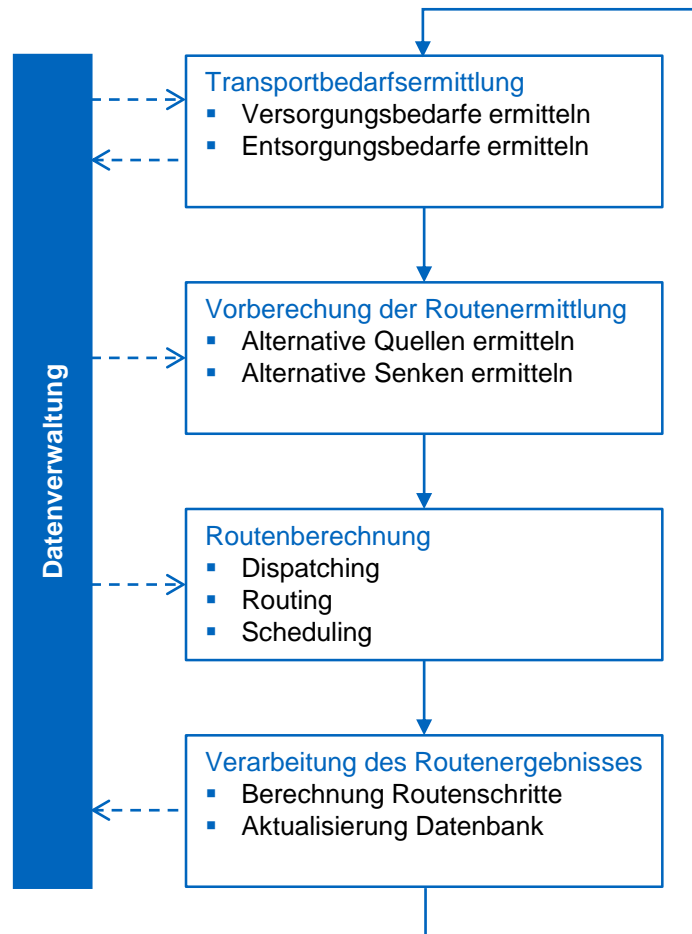 Transportbedarfsermittlung
▪ Versorgungsbedarfe ermitteln
▪ Entsorgungsbedarfe ermitteln
Vorberechung der Routenermittlung
▪ Alternative Quellen ermitteln
▪ Alternative Senken ermitteln
Datenverwaltung
Routenberechnung
▪ Dispatching
▪ Routing
▪ Scheduling
Verarbeitung des Routenergebnisses
▪ Berechnung Routenschritte
▪ Aktualisierung Datenbank